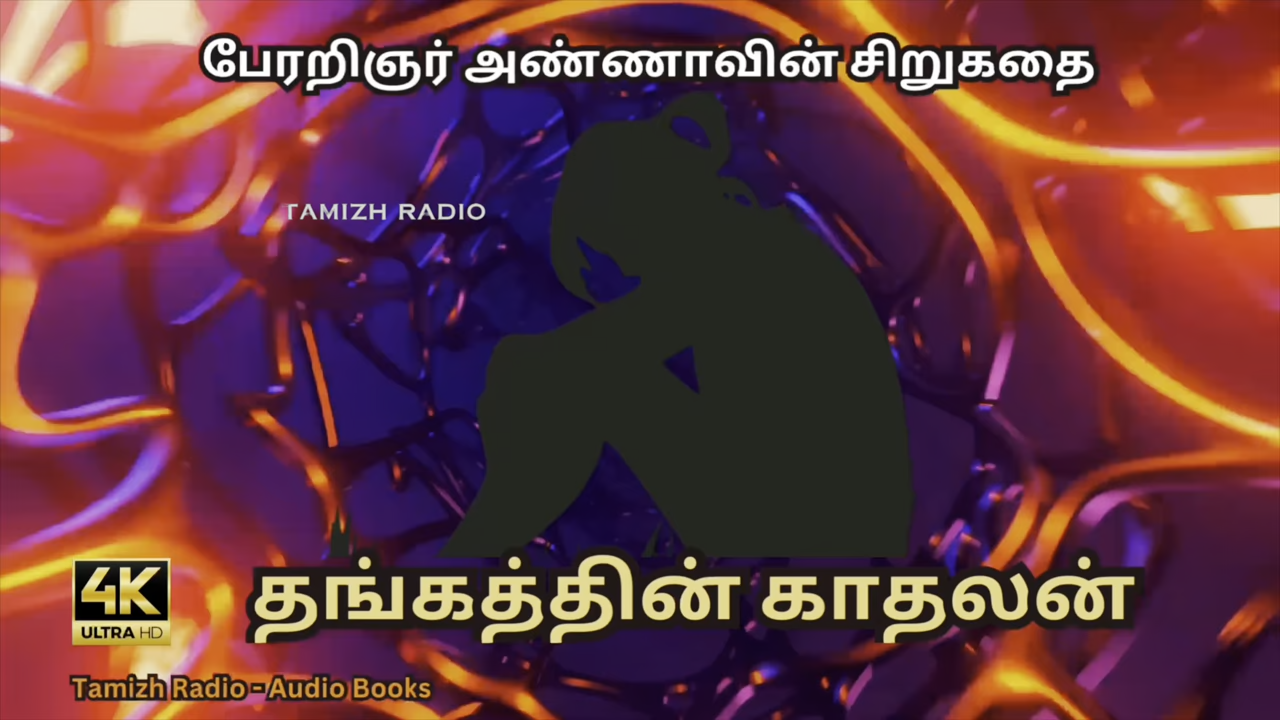 பேரறிஞர் அண்ணாவின் சிறுகதை
TAMIZH RADIO
தங்கத்தின் காதலன்
4K
ULTRA HD
Tamizh Radio - Audio Books